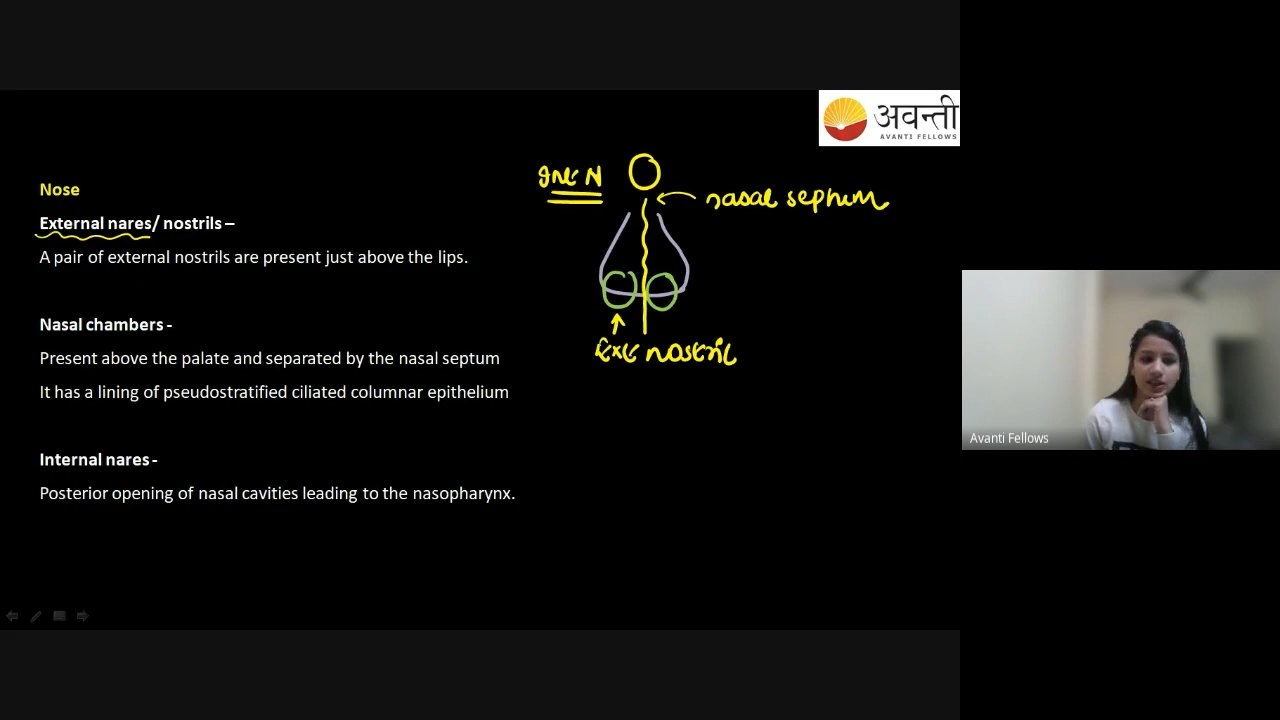 अवन्ती
AVANTI FELLOWS
Nose
External nares/ nostrils –
A pair of external nostrils are present just above the lips.
Nasal chambers -
Present above the palate and separated by the nasal septum
It has a lining of pseudostratified ciliated columnar epithelium
Internal nares -
Posterior opening of nasal cavities leading to the nasopharynx.
Int N
nasal septum
Ext nostril
Avanti Fellows